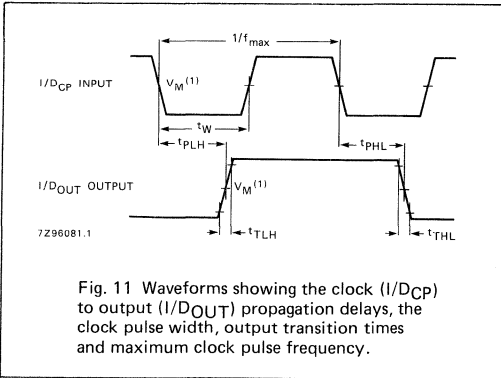 1/fmax
I/DCP INPUT
VM(1)
tW
tPLH
tPHL
I/DOUT OUTPUT
VM(1)
7Z96081.1
tTLH
tTHL
Fig. 11 Waveforms showing the clock (I/DCP)
to output (I/DOUT) propagation delays, the
clock pulse width, output transition times
and maximum clock pulse frequency.